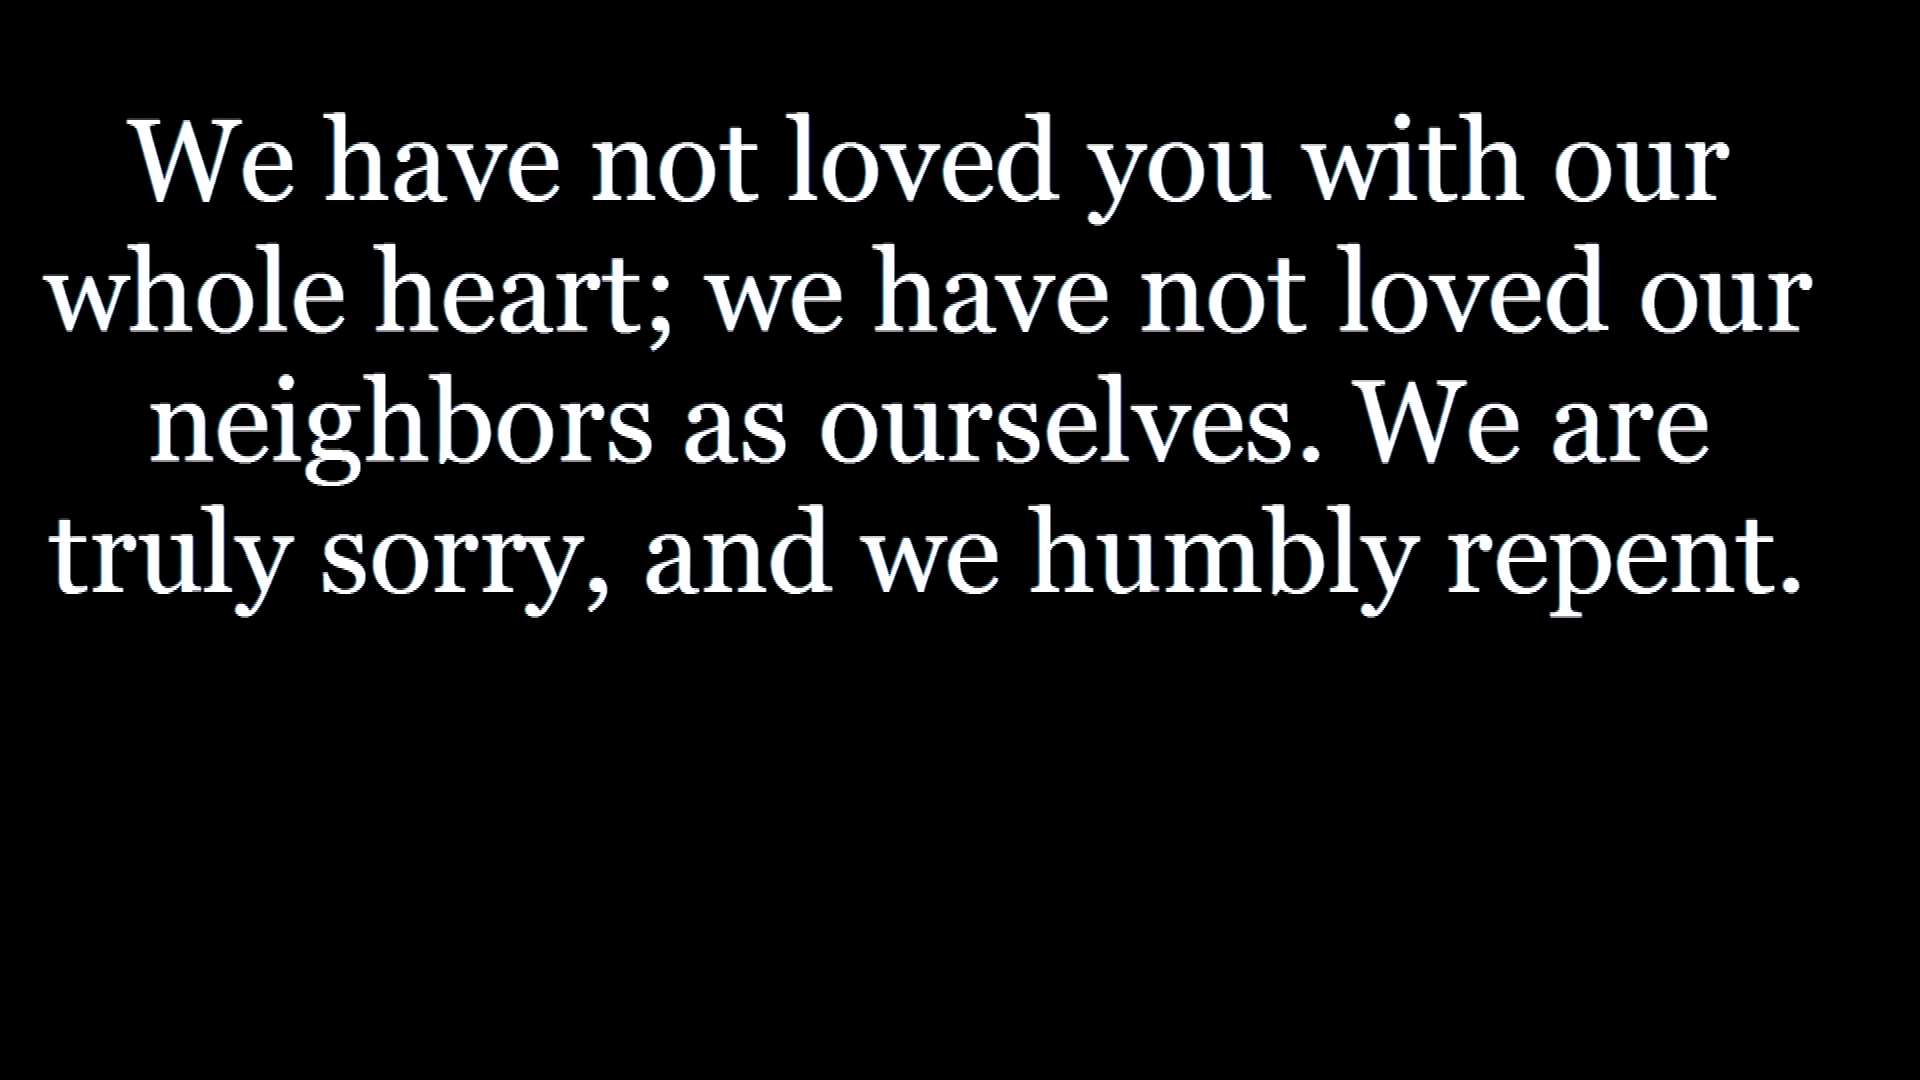 We have not loved you with our
whole heart; we have not loved our
neighbors as ourselves. We are
truly sorry, and we humbly repent.